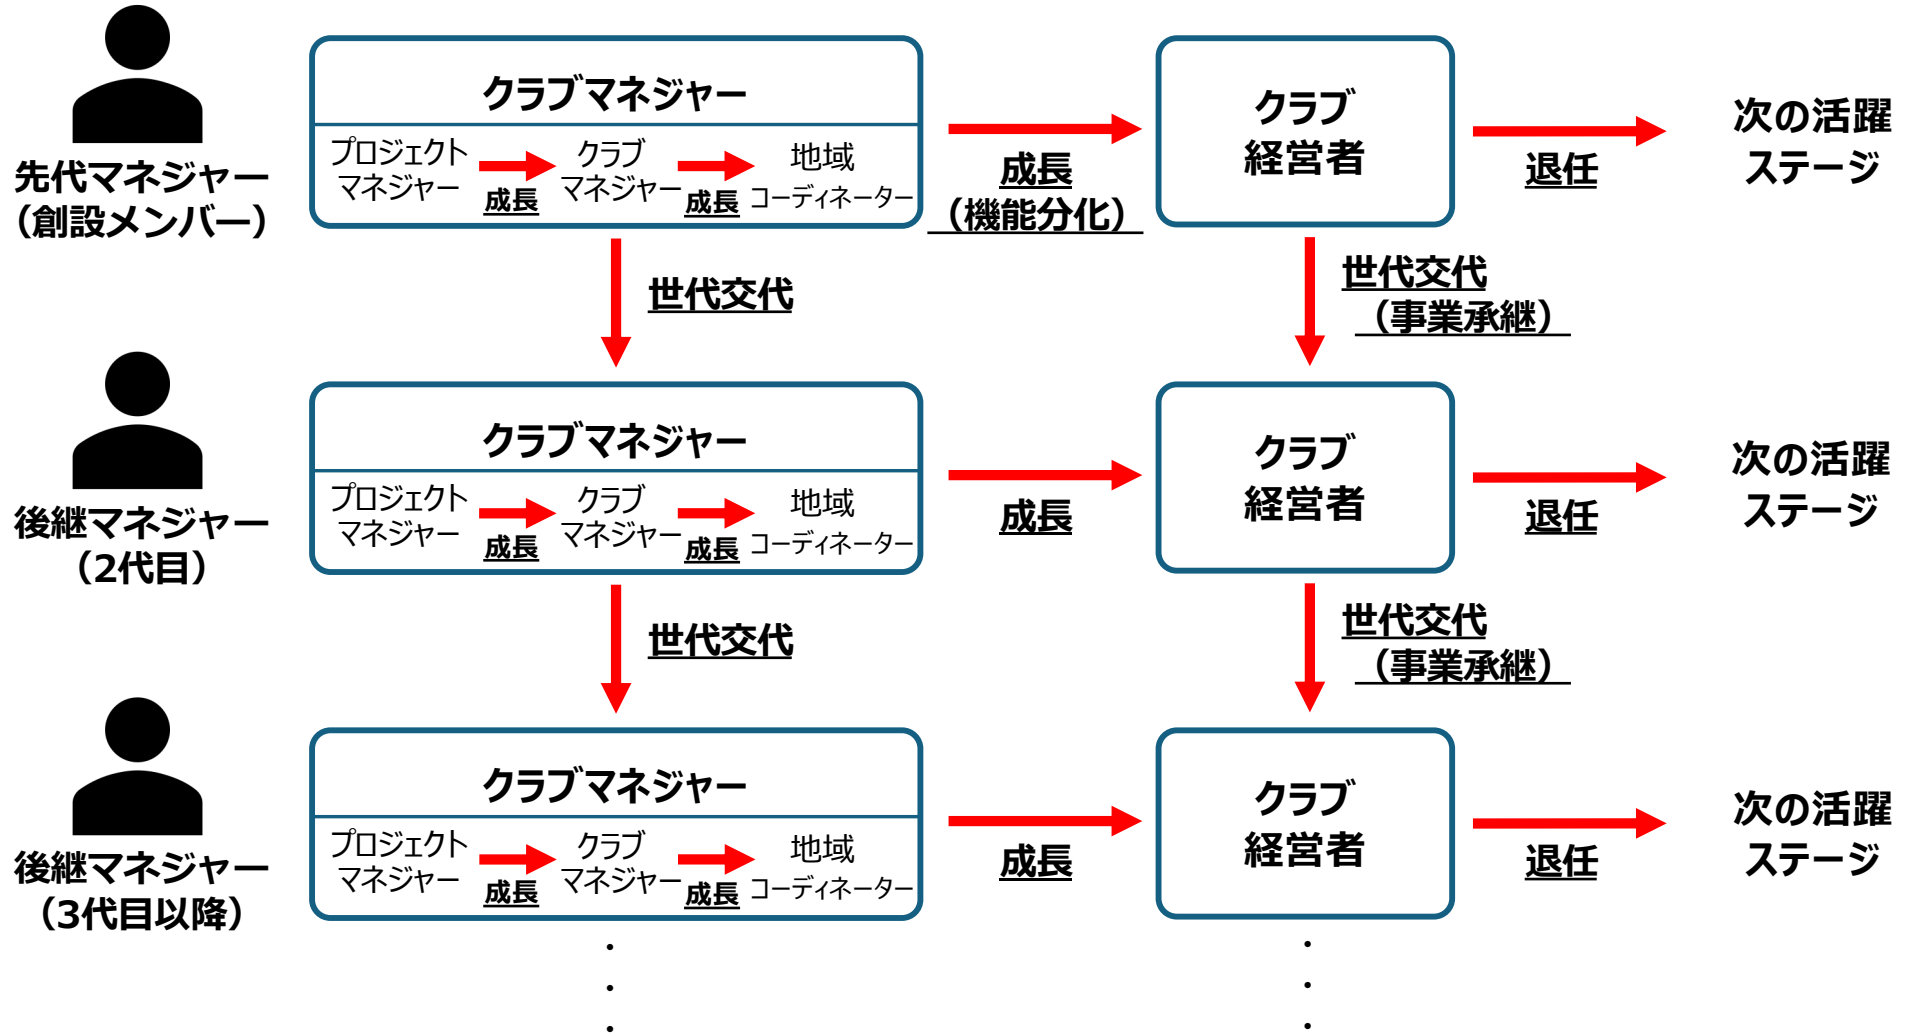 先代マネジャー
（創設メンバー）
クラブマネジャー
プロジェクト
マネジャー
成長
クラブ
マネジャー
成長
地域
コーディネーター
成長
（機能分化）
クラブ
経営者
退任
次の活躍
ステージ
世代交代
世代交代
（事業承継）
後継マネジャー
（2代目）
クラブマネジャー
プロジェクト
マネジャー
成長
クラブ
マネジャー
成長
地域
コーディネーター
成長
クラブ
経営者
退任
次の活躍
ステージ
世代交代
世代交代
（事業承継）
後継マネジャー
（3代目以降）
クラブマネジャー
プロジェクト
マネジャー
成長
クラブ
マネジャー
成長
地域
コーディネーター
成長
クラブ
経営者
退任
次の活躍
ステージ
・
・
・
・
・
・